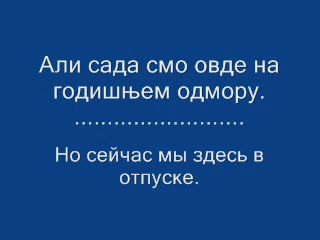 Али сада смо овде на
годишњем одмору.
..........................
Но сейчас мы здесь в
отпуске.